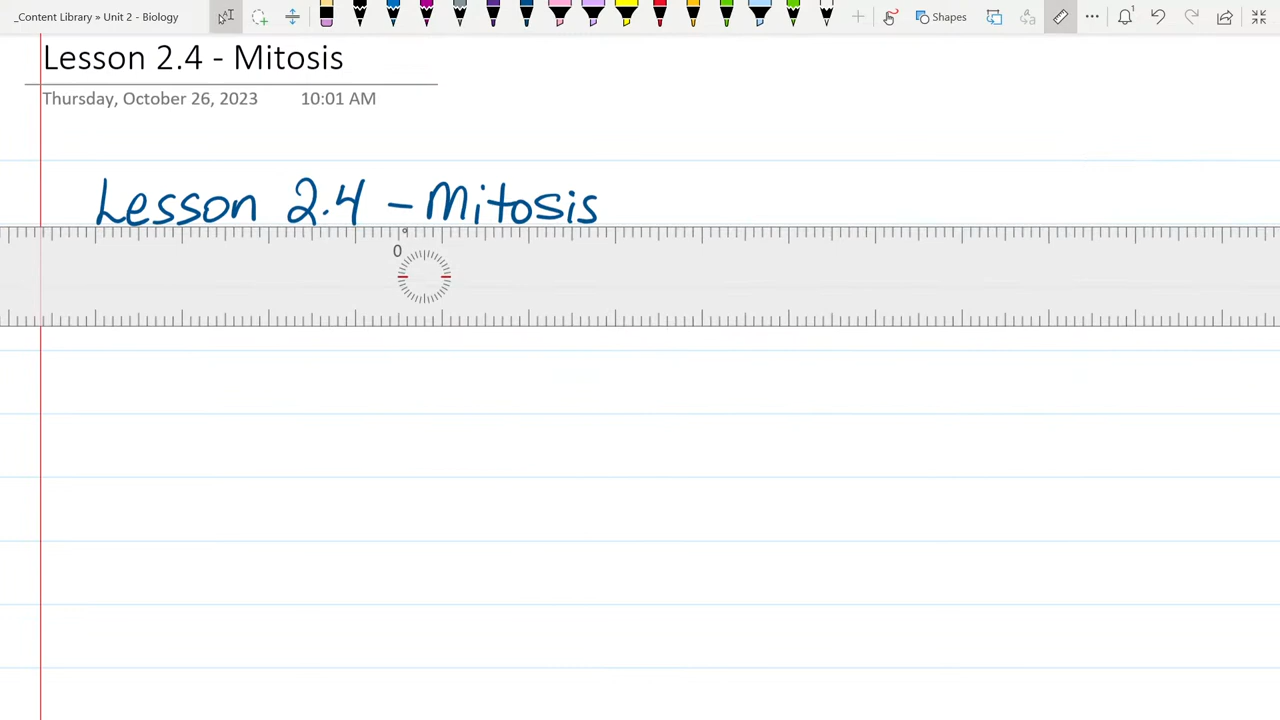 _Content Library » Unit 2 - Biology
Shapes
Lesson 2.4 - Mitosis
Thursday, October 26, 2023 10:01 AM
Lesson 2.4 - Mitosis
0°